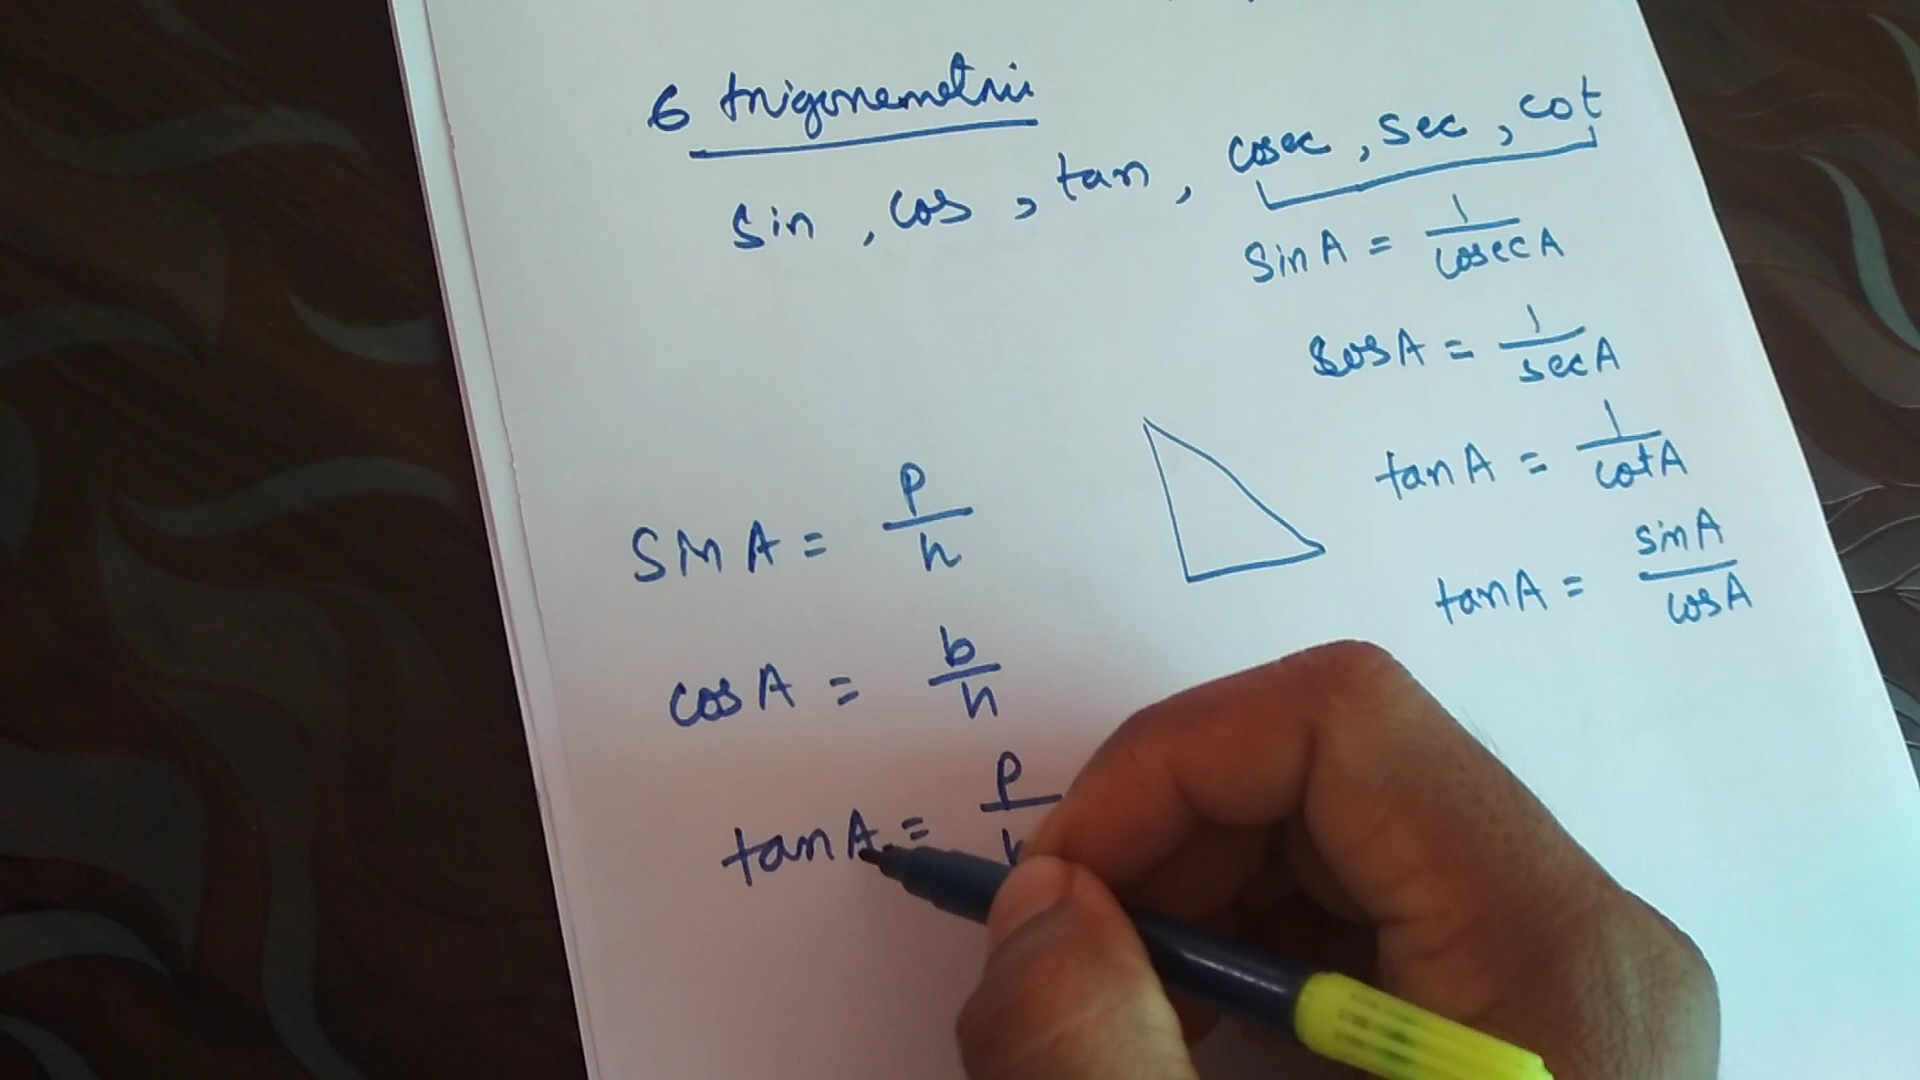 6 trigonometric
sin , cos , tan , cosec , sec , cot
sin A = 1/cosec A
cos A = 1/sec A
tan A = 1/cot A
tan A = sin A/cos A
sin A = P/h
cos A = b/h
tan A = P/b